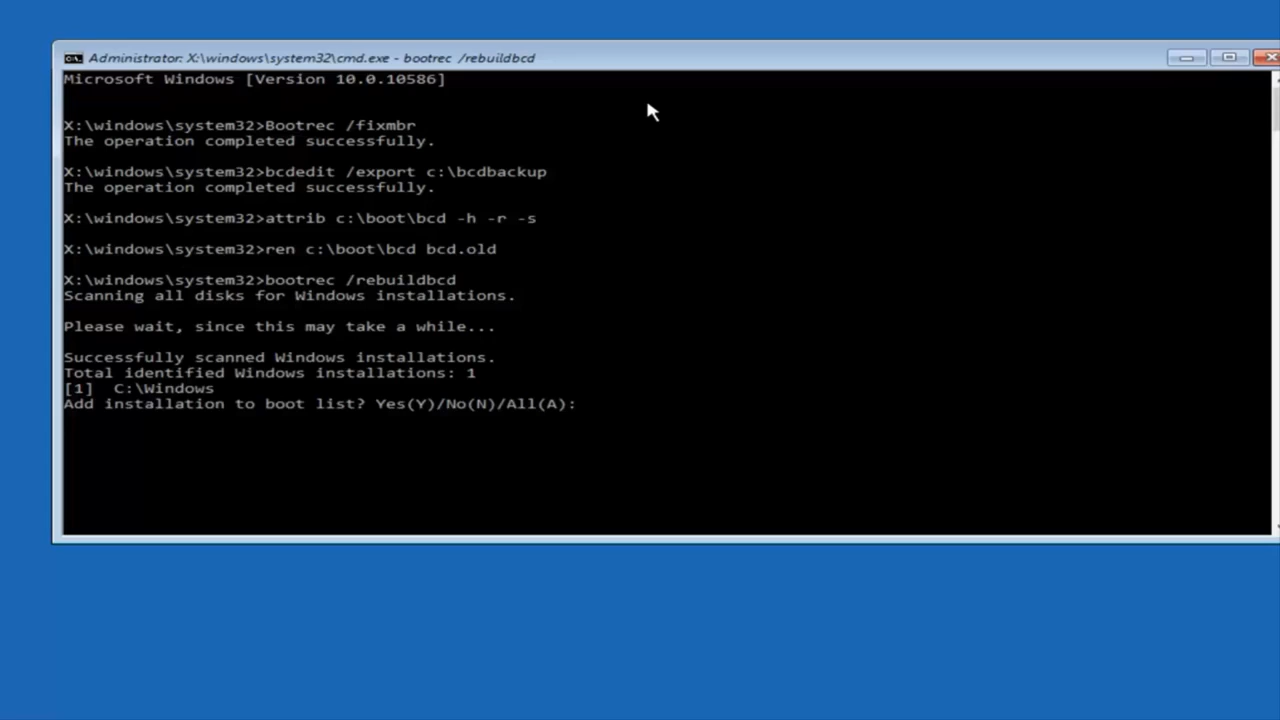 Administrator: X:\windows\system32\cmd.exe - bootrec /rebuildbcd
Microsoft Windows [Version 10.0.10586]
X:\windows\system32>Bootrec /fixmbr
The operation completed successfully.
X:\windows\system32>bcdedit /export c:\bcdbackup
The operation completed successfully.
X:\windows\system32>attrib c:\boot\bcd -h -r -s
X:\windows\system32>ren c:\boot\bcd bcd.old
X:\windows\system32>bootrec /rebuildbcd
Scanning all disks for Windows installations.
Please wait, since this may take a while...
Successfully scanned Windows installations.
Total identified Windows installations: 1
[1]  C:\Windows
Add installation to boot list? Yes(Y)/No(N)/All(A):